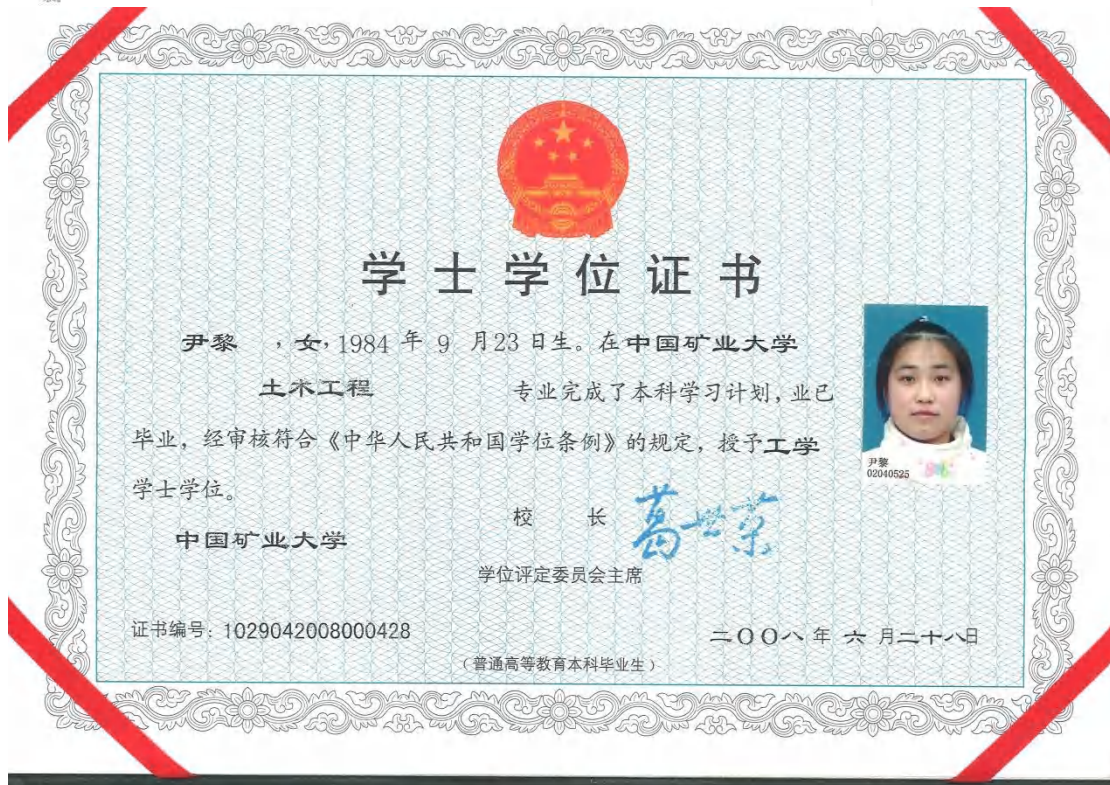 学士学位证书
尹黎 ，女，1984 年 9 月23 日生。在中国矿业大学
土木工程 专业完成了本科学习计划，业已
毕业，经审核符合《中华人民共和国学位条例》的规定，授予工学
学士学位。
尹黎
02040525
校 长 葛世荣
中国矿业大学
学位评定委员会主席
证书编号：1029042008000428
二〇〇八 年 六 月二十八日
（普通高等教育本科毕业生）